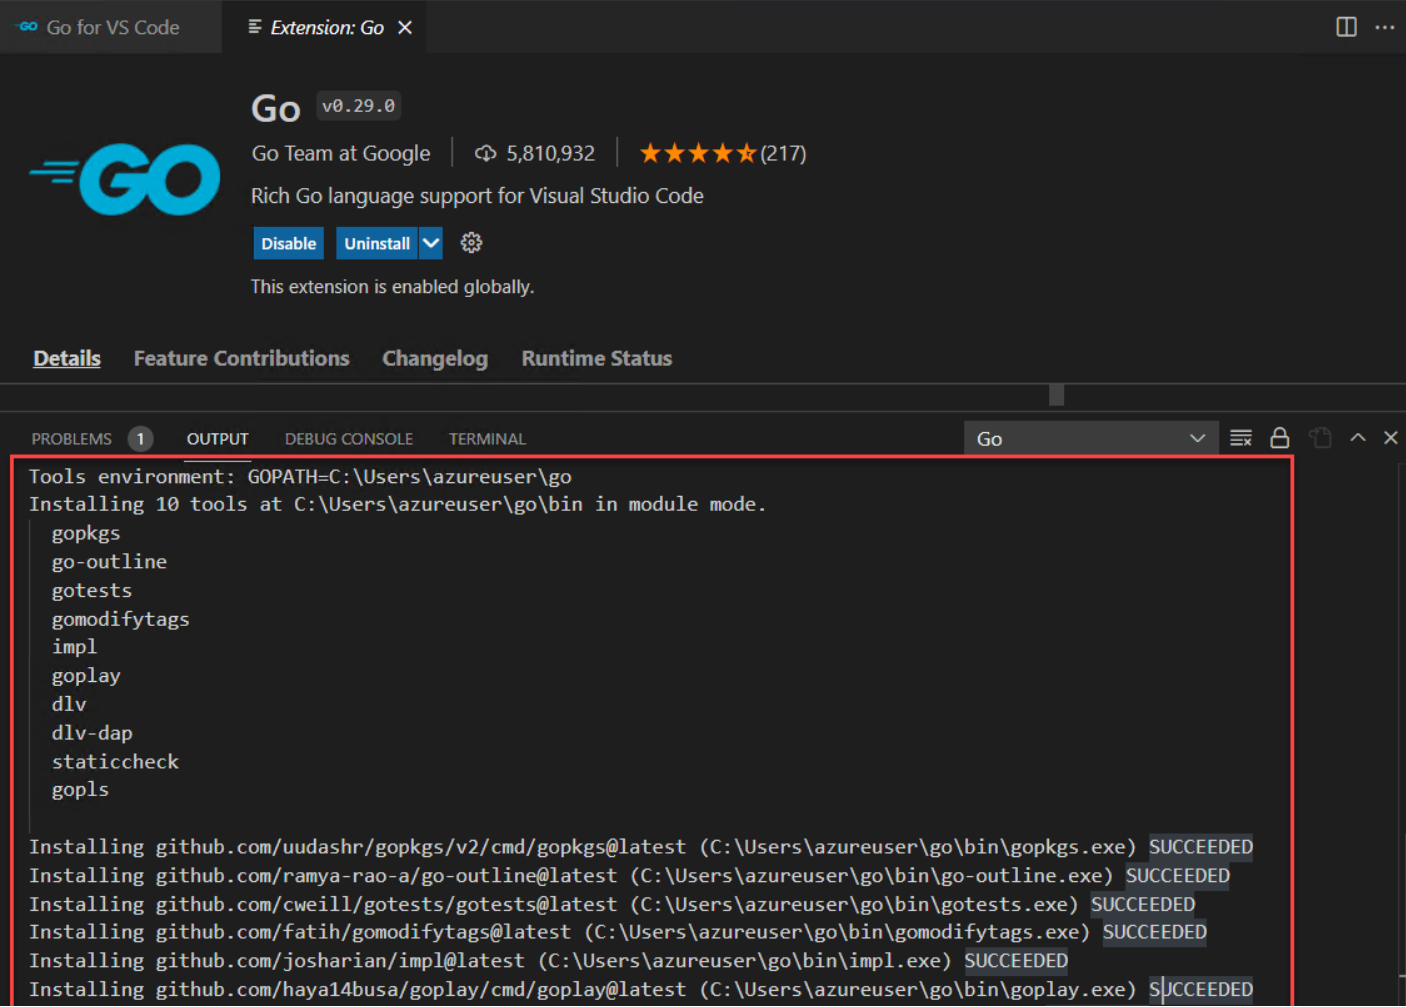 GO Go for VS Code
Extension: Go
Go v0.29.0
GO
Go Team at Google 5,810,932 (217)
Rich Go language support for Visual Studio Code
Disable Uninstall
This extension is enabled globally.
Details Feature Contributions Changelog Runtime Status
PROBLEMS 1 OUTPUT DEBUG CONSOLE TERMINAL Go
Tools environment: GOPATH=C:\Users\azureuser\go
Installing 10 tools at C:\Users\azureuser\go\bin in module mode.
gopkgs
go-outline
gotests
gomodifytags
impl
goplay
dlv
dlv-dap
staticcheck
gopls
Installing github.com/uudashr/gopkgs/v2/cmd/gopkgs@latest (C:\Users\azureuser\go\bin\gopkgs.exe) SUCCEEDED
Installing github.com/ramya-rao-a/go-outline@latest (C:\Users\azureuser\go\bin\go-outline.exe) SUCCEEDED
Installing github.com/cweill/gotests/gotests@latest (C:\Users\azureuser\go\bin\gotests.exe) SUCCEEDED
Installing github.com/fatih/gomodifytags@latest (C:\Users\azureuser\go\bin\gomodifytags.exe) SUCCEEDED
Installing github.com/josharian/impl@latest (C:\Users\azureuser\go\bin\impl.exe) SUCCEEDED
Installing github.com/haya14busa/goplay/cmd/goplay@latest (C:\Users\azureuser\go\bin\goplay.exe) SUCCEEDED